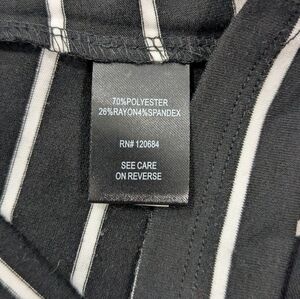 70%POLYESTER
26%RAYON4%SPANDEX
RN# 120684
SEE CARE
ON REVERSE